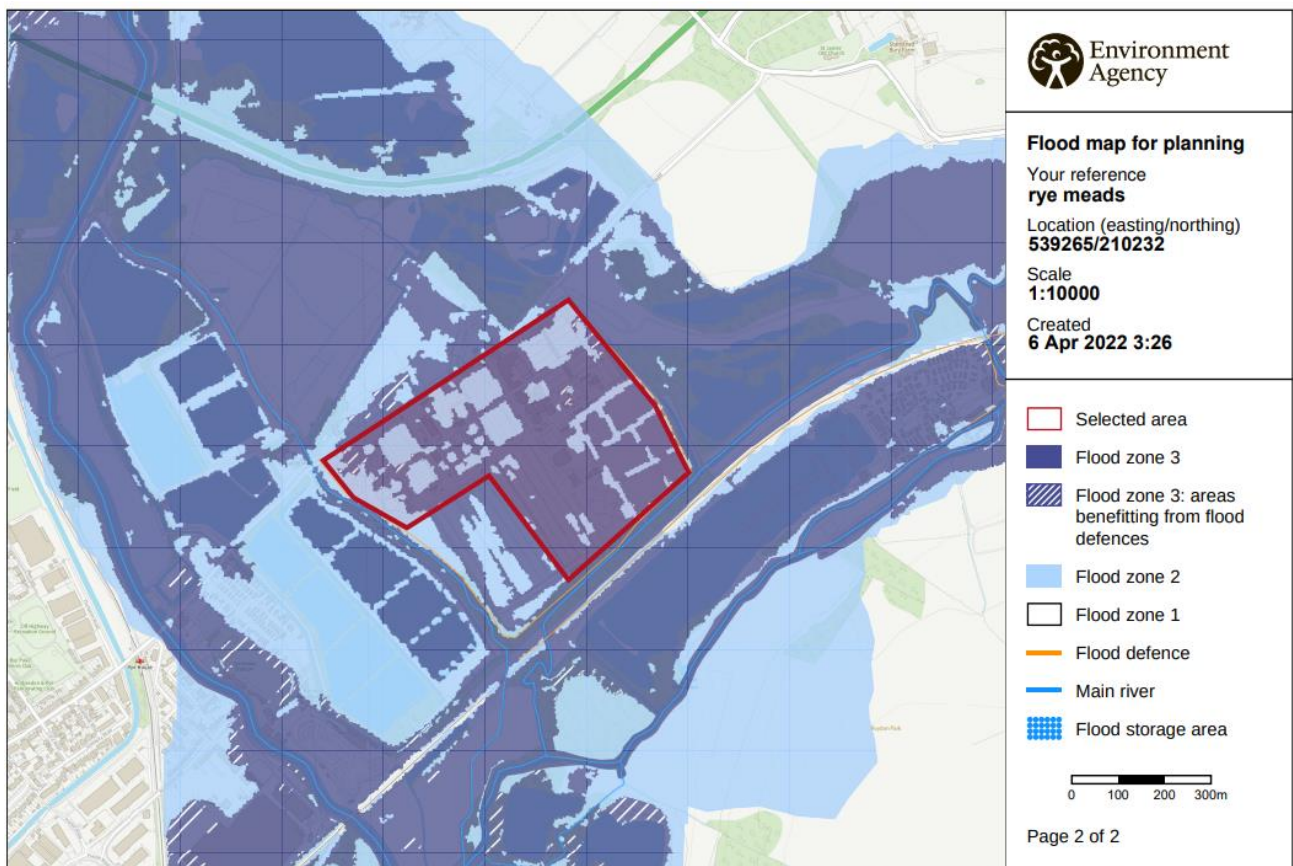 Environment
Agency
Flood map for planning
Your reference
rye meads
Location (easting/northing)
539265/210232
Scale
1:10000
Created
6 Apr 2022 3:26
Selected area
Flood zone 3
Flood zone 3: areas
benefitting from flood
defences
Flood zone 2
Flood zone 1
Flood defence
Main river
Flood storage area
0 100 200 300m
Page 2 of 2